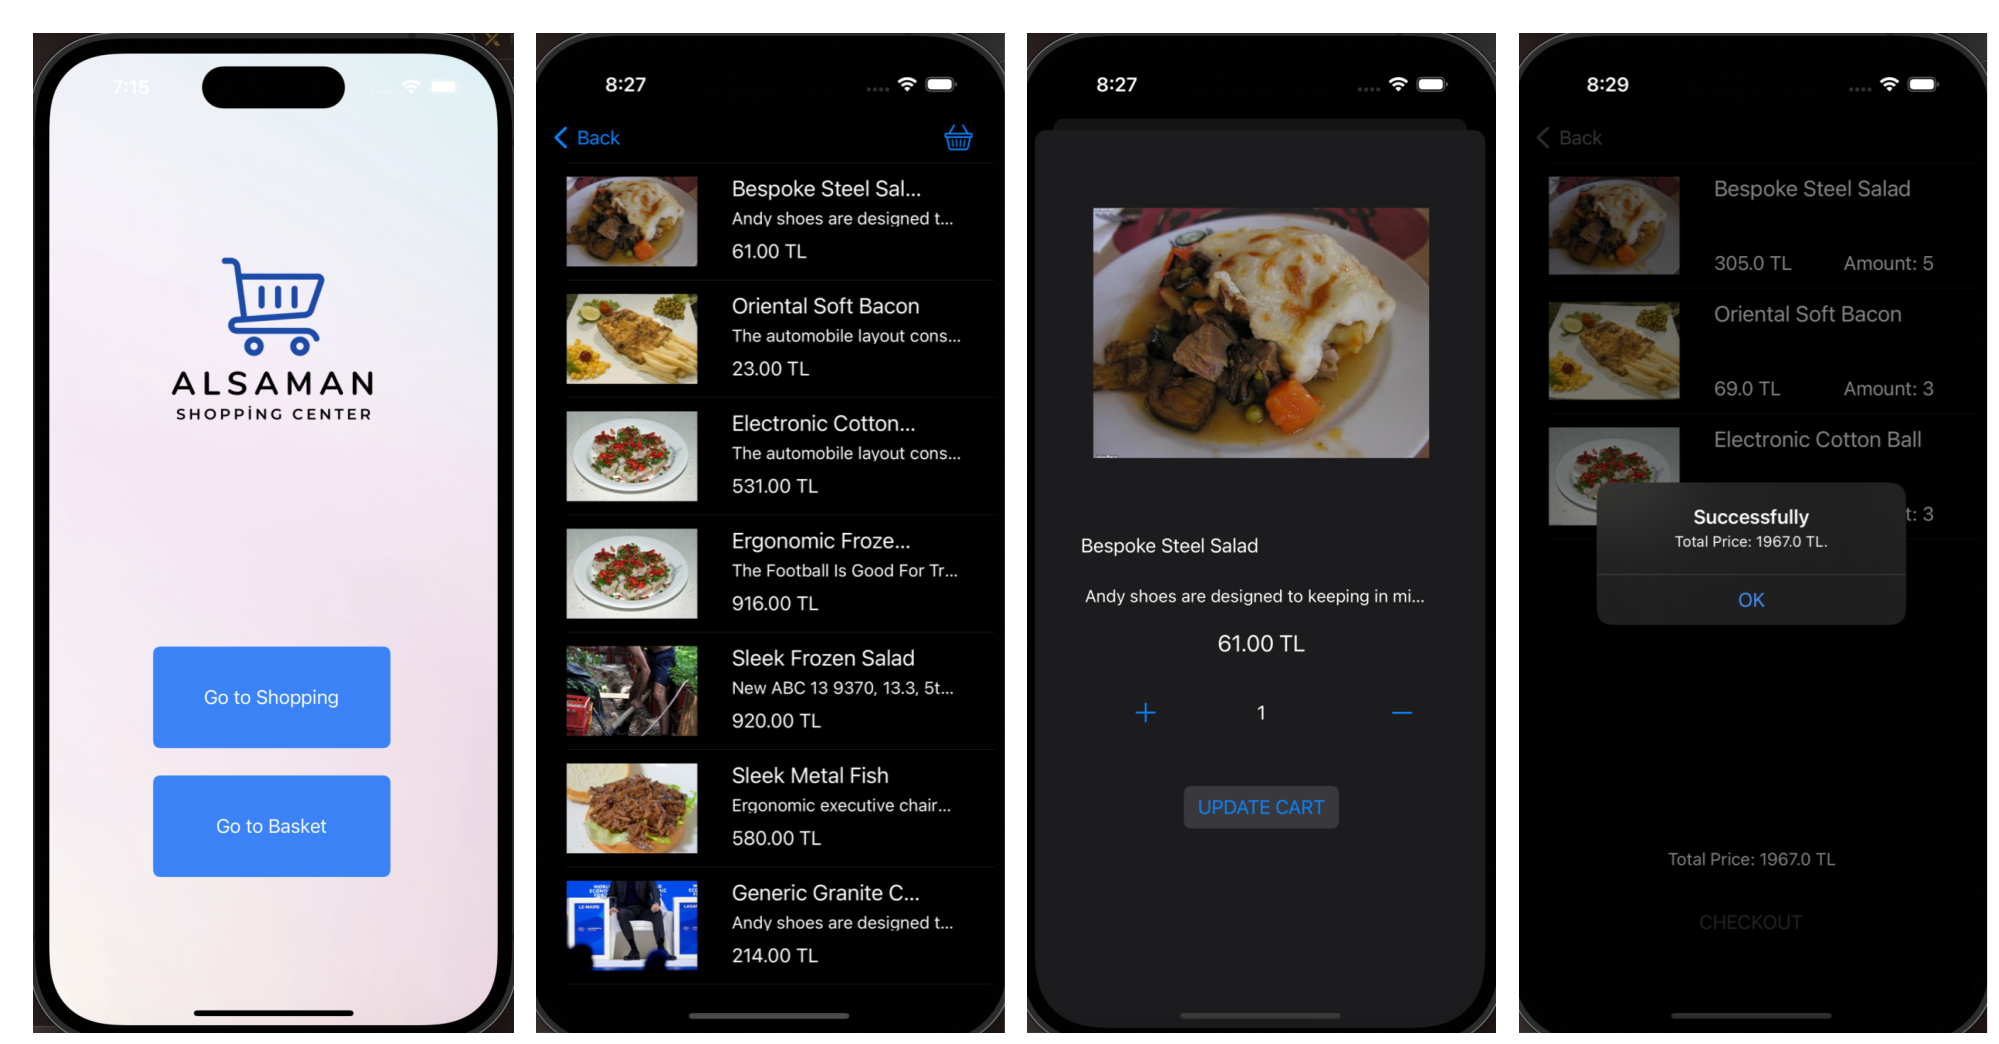 7:15
ALSAMAN
SHOPPİNG CENTER
Go to Shopping
Go to Basket
8:27
Back
Bespoke Steel Sal...
Andy shoes are designed t...
61.00 TL
Oriental Soft Bacon
The automobile layout cons...
23.00 TL
Electronic Cotton...
The automobile layout cons...
531.00 TL
Ergonomic Froze...
The Football Is Good For Tr...
916.00 TL
Sleek Frozen Salad
New ABC 13 9370, 13.3, 5t...
920.00 TL
Sleek Metal Fish
Ergonomic executive chair...
580.00 TL
Generic Granite C...
Andy shoes are designed t...
214.00 TL
8:27
Bespoke Steel Salad
Andy shoes are designed to keeping in mi...
61.00 TL
+ 1 −
UPDATE CART
8:29
Back
Bespoke Steel Salad
305.0 TL Amount: 5
Oriental Soft Bacon
69.0 TL Amount: 3
Electronic Cotton Ball
t: 3
Successfully
Total Price: 1967.0 TL.
OK
Total Price: 1967.0 TL
CHECKOUT